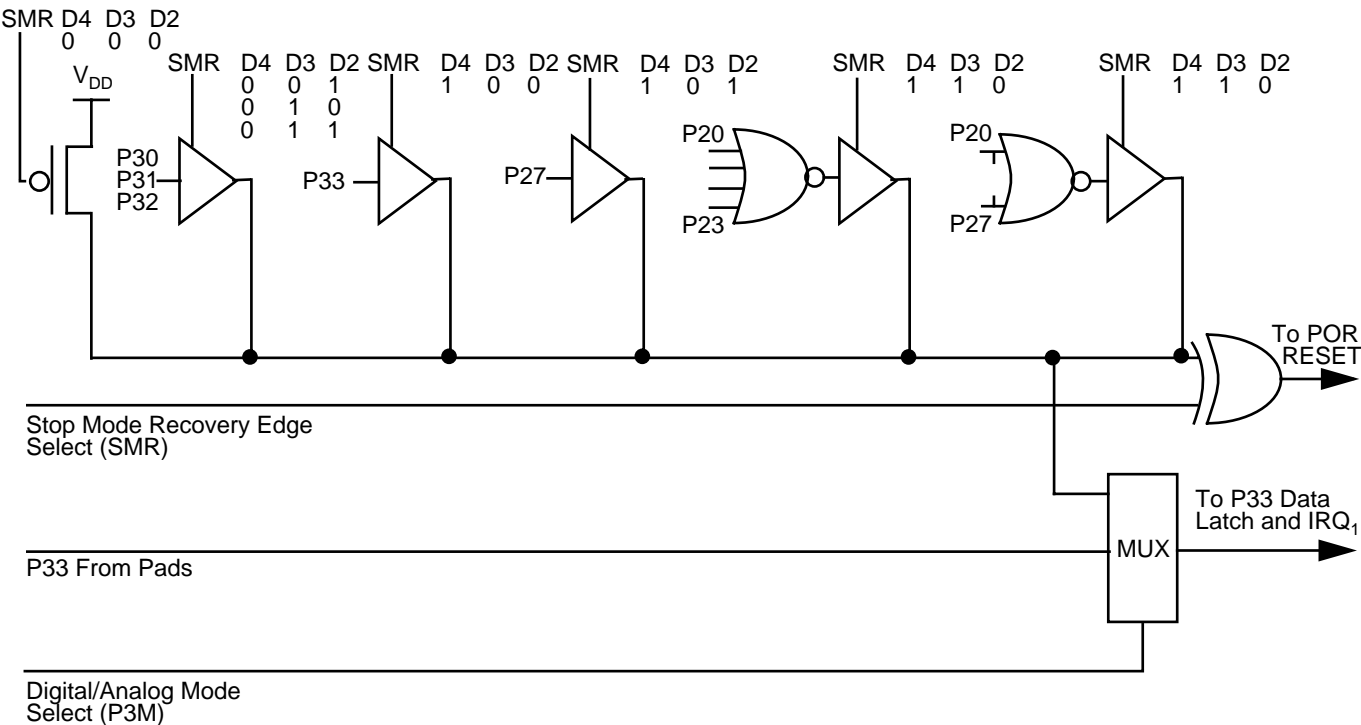 SMR D4 D3 D2
0 0 0
VDD
SMR D4 D3 D2
0 0 1
0 1 0
0 1 1
P30
P31
P32
SMR D4 D3 D2
1 0 0
P33
SMR D4 D3 D2
1 0 1
P27
SMR D4 D3 D2
1 1 0
P20
P23
SMR D4 D3 D2
1 1 0
P20
P27
To POR
RESET
Stop Mode Recovery Edge
Select (SMR)
To P33 Data
Latch and IRQ1
MUX
P33 From Pads
Digital/Analog Mode
Select (P3M)